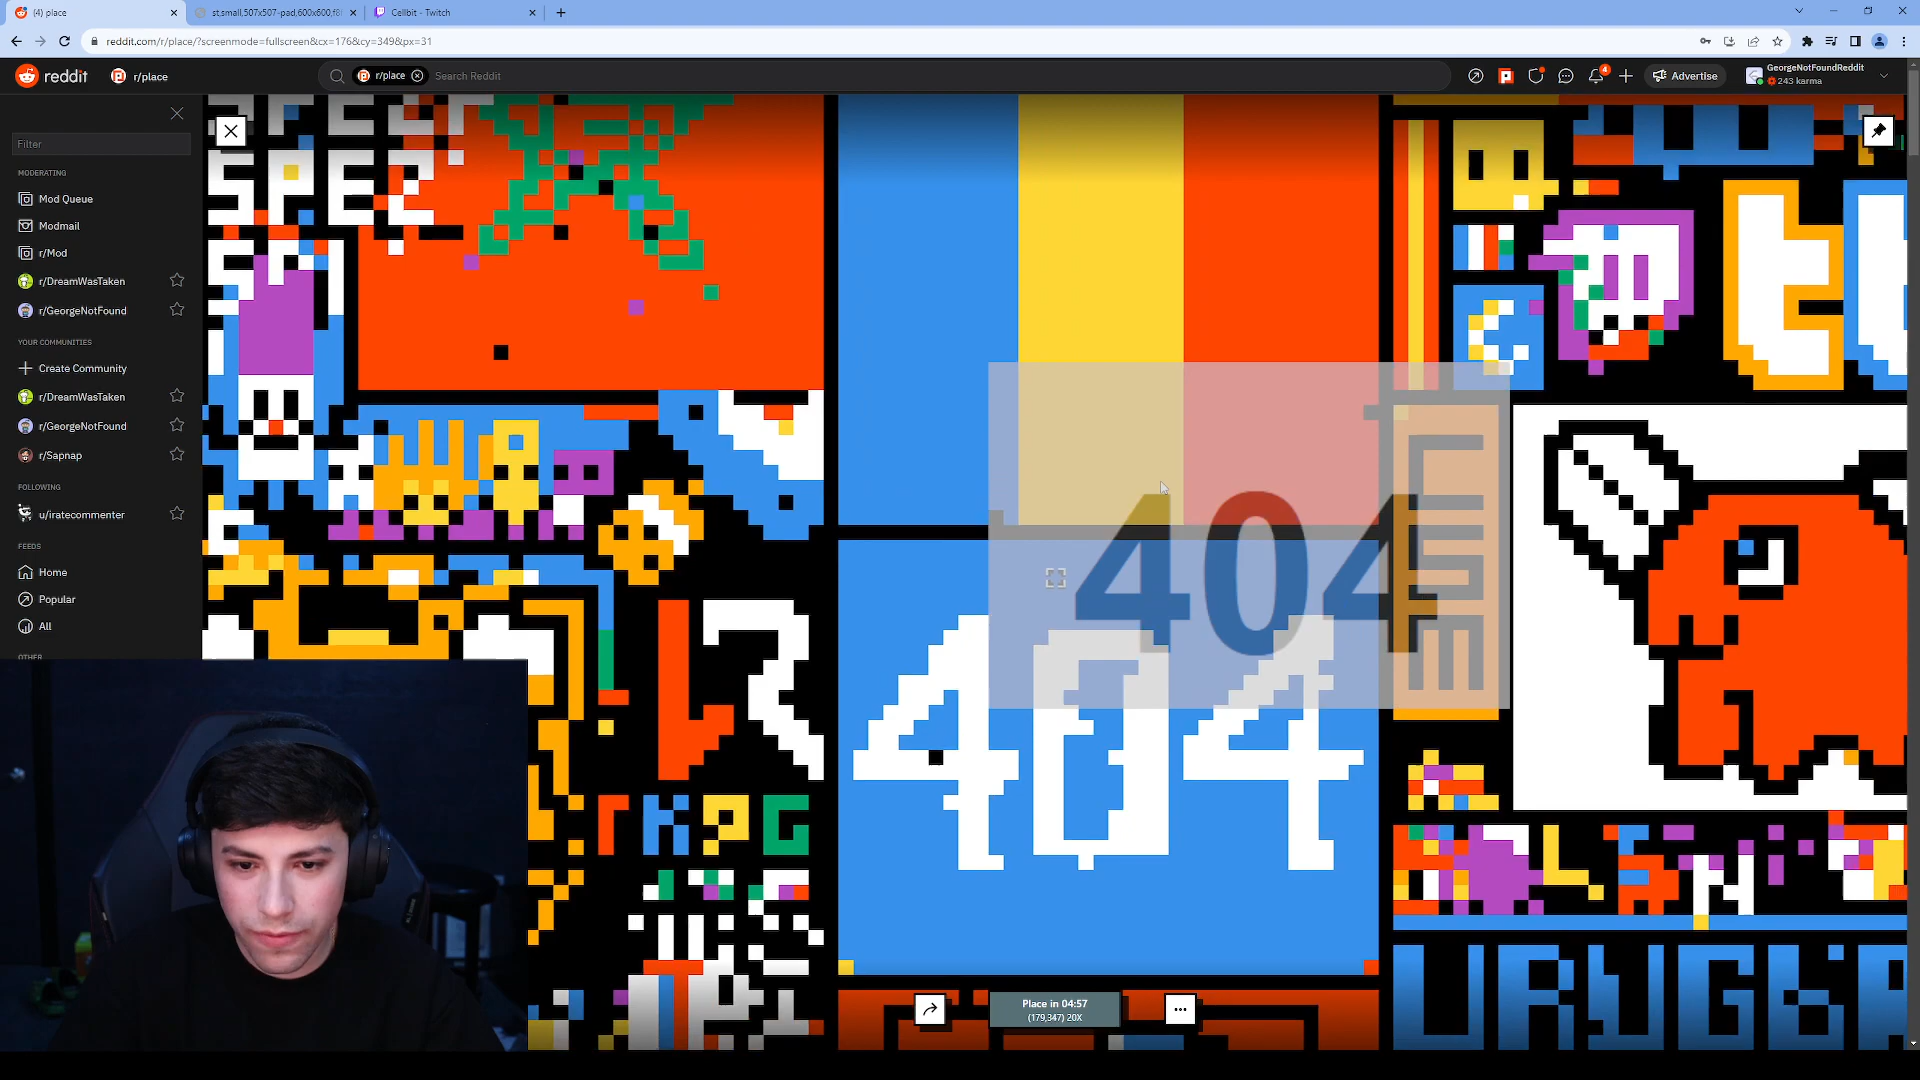 (4) place
st,small,507x507-pad,600x600,f8f
Cellbit - Twitch
reddit.com/r/place/?screenmode=fullscreen&cx=176&cy=349&px=31
reddit
r/place
r/place
Search Reddit
4
Advertise
GeorgeNotFoundReddit
243 karma
Filter
MODERATING
Mod Queue
Modmail
r/Mod
r/DreamWasTaken
r/GeorgeNotFound
YOUR COMMUNITIES
Create Community
r/DreamWasTaken
r/GeorgeNotFound
r/Sapnap
FOLLOWING
u/iratecommenter
FEEDS
Home
Popular
All
OTHER
404
404
Place in 04:57
(179,347) 20X